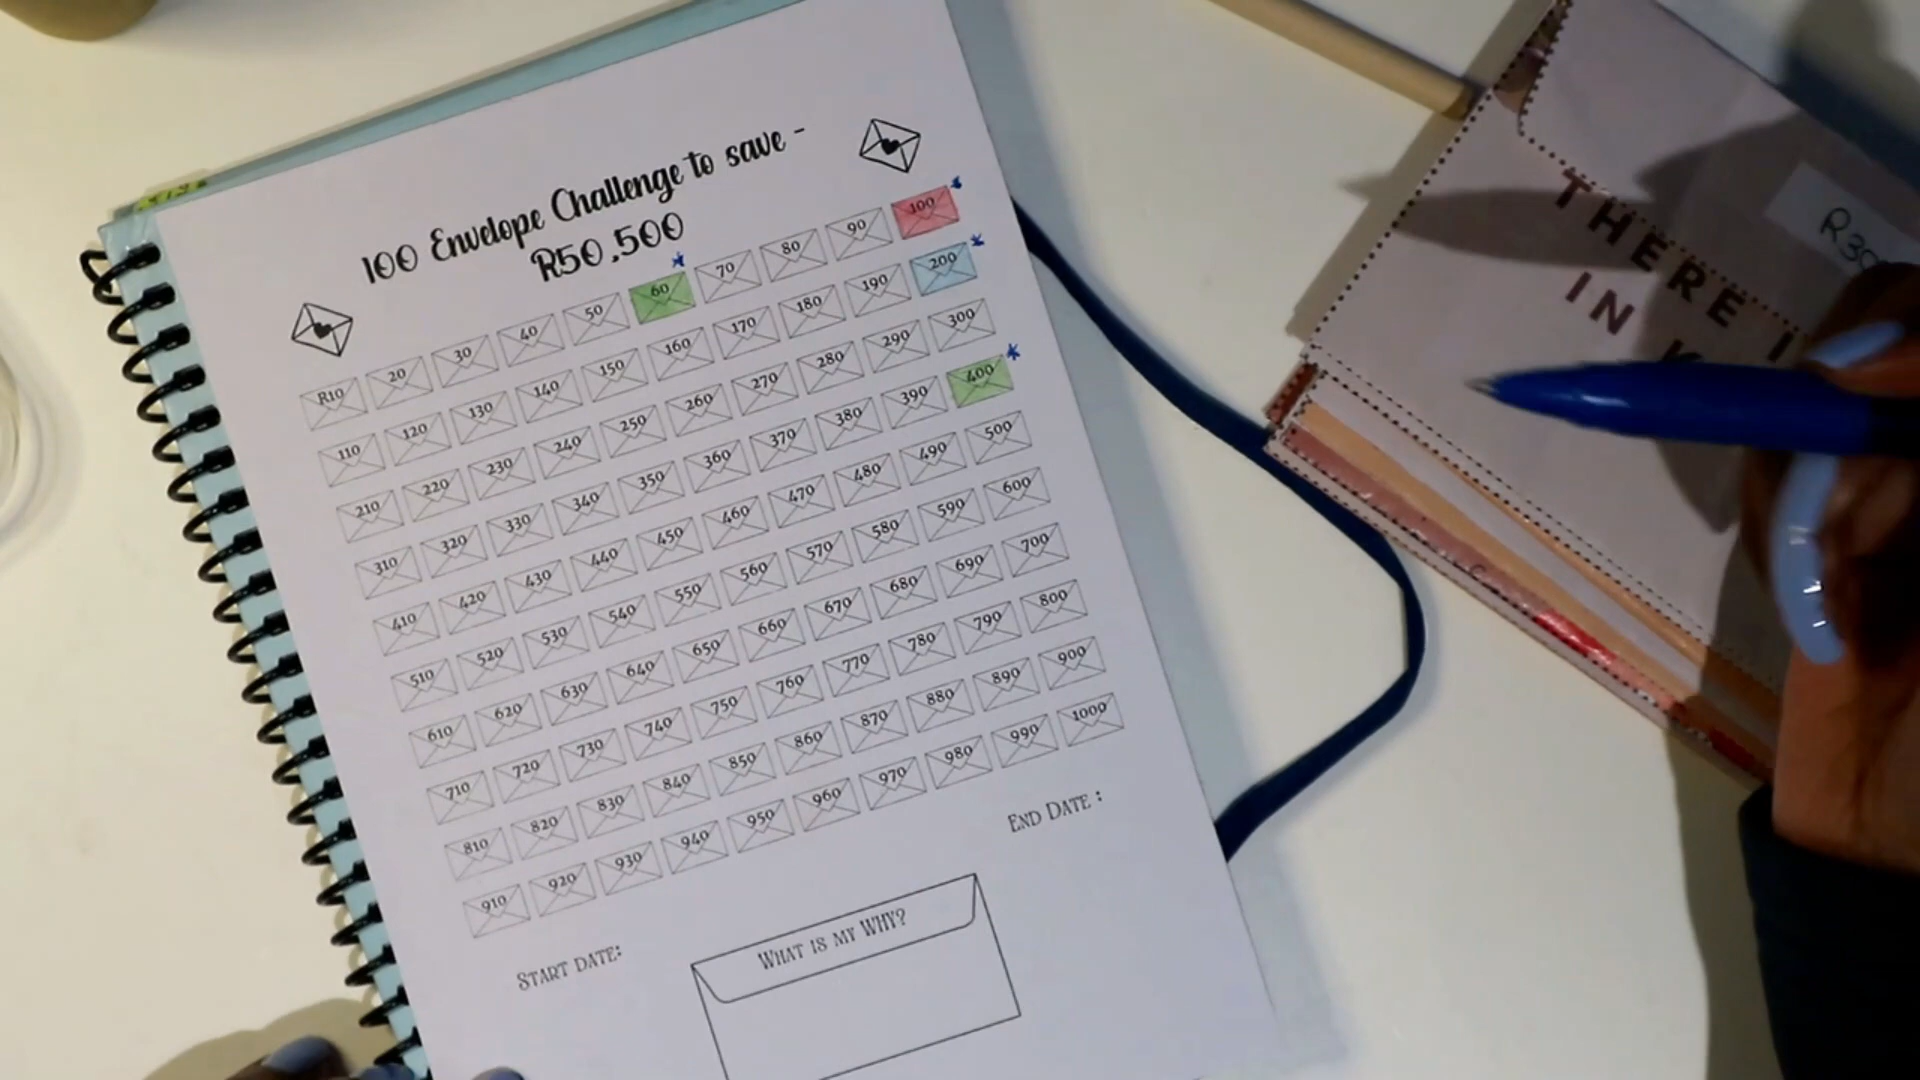 100 Envelope Challenge to save -
R50,500
R10 20 30 40 50 60 70 80 90 100
110 120 130 140 150 160 170 180 190 200
210 220 230 240 250 260 270 280 290 300
310 320 330 340 350 360 370 380 390 400
410 420 430 440 450 460 470 480 490 500
510 520 530 540 550 560 570 580 590 600
610 620 630 640 650 660 670 680 690 700
710 720 730 740 750 760 770 780 790 800
810 820 830 840 850 860 870 880 890 900
910 920 930 940 950 960 970 980 990 1000
START DATE:
END DATE :
WHAT IS MY WHY?
THERE
IN